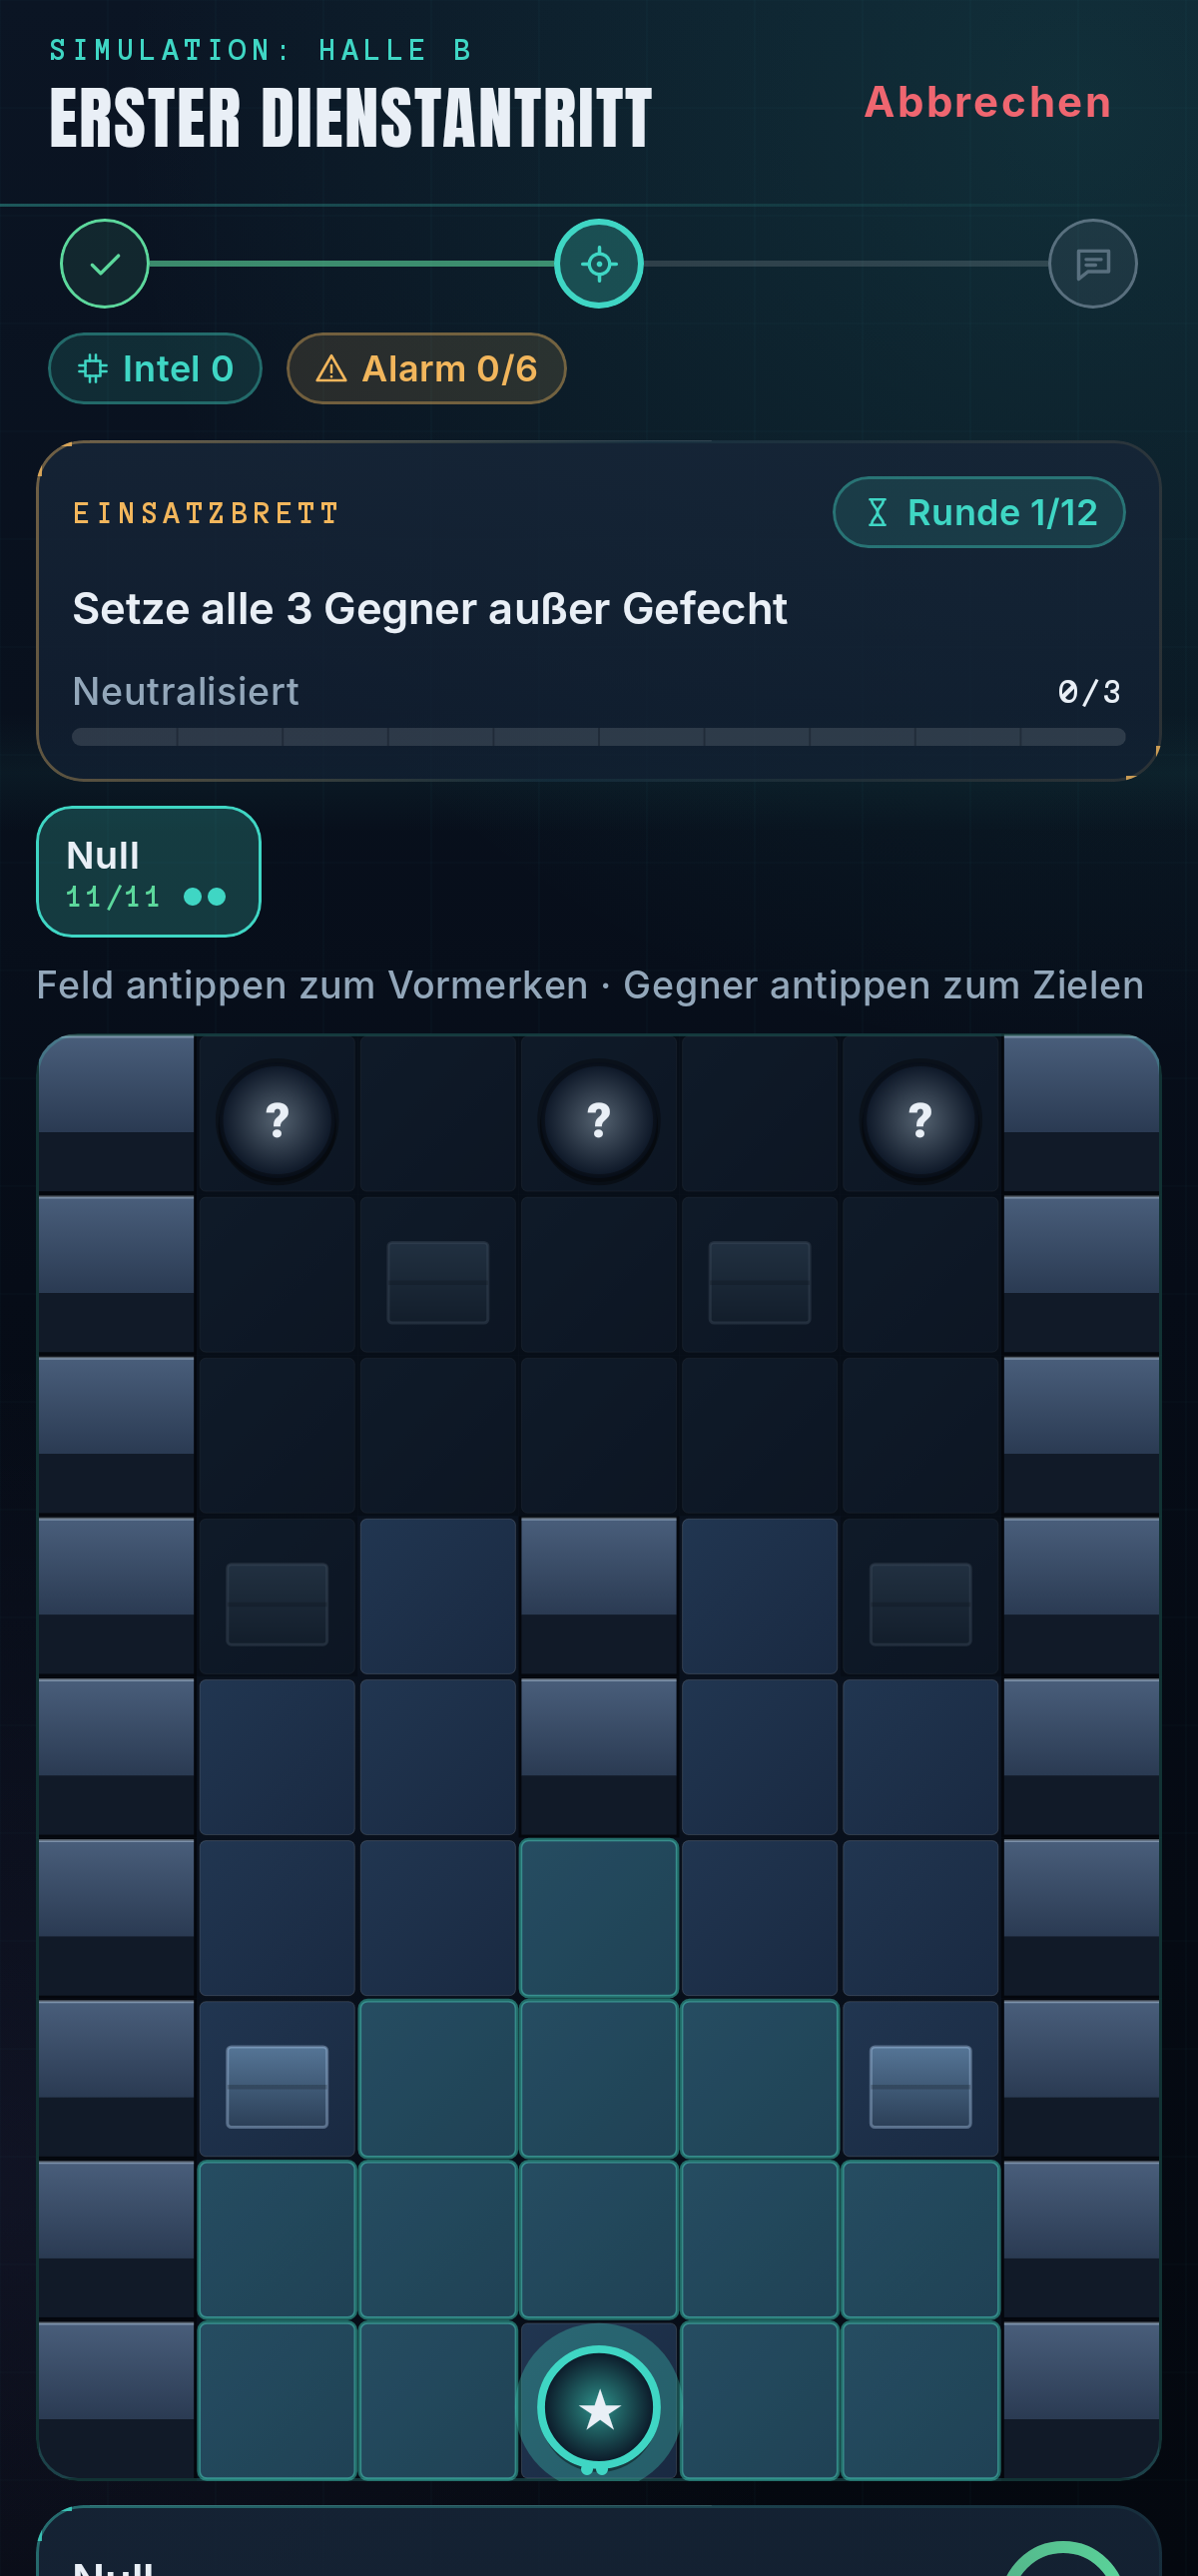 SIMULATION: HALLE B
ERSTER DIENSTANTRITT
Abbrechen
Intel 0
Alarm 0/6
EINSATZBRETT
Runde 1/12
Setze alle 3 Gegner außer Gefecht
Neutralisiert
0/3
Null
11/11
Feld antippen zum Vormerken · Gegner antippen zum Zielen
? ? ?
Null